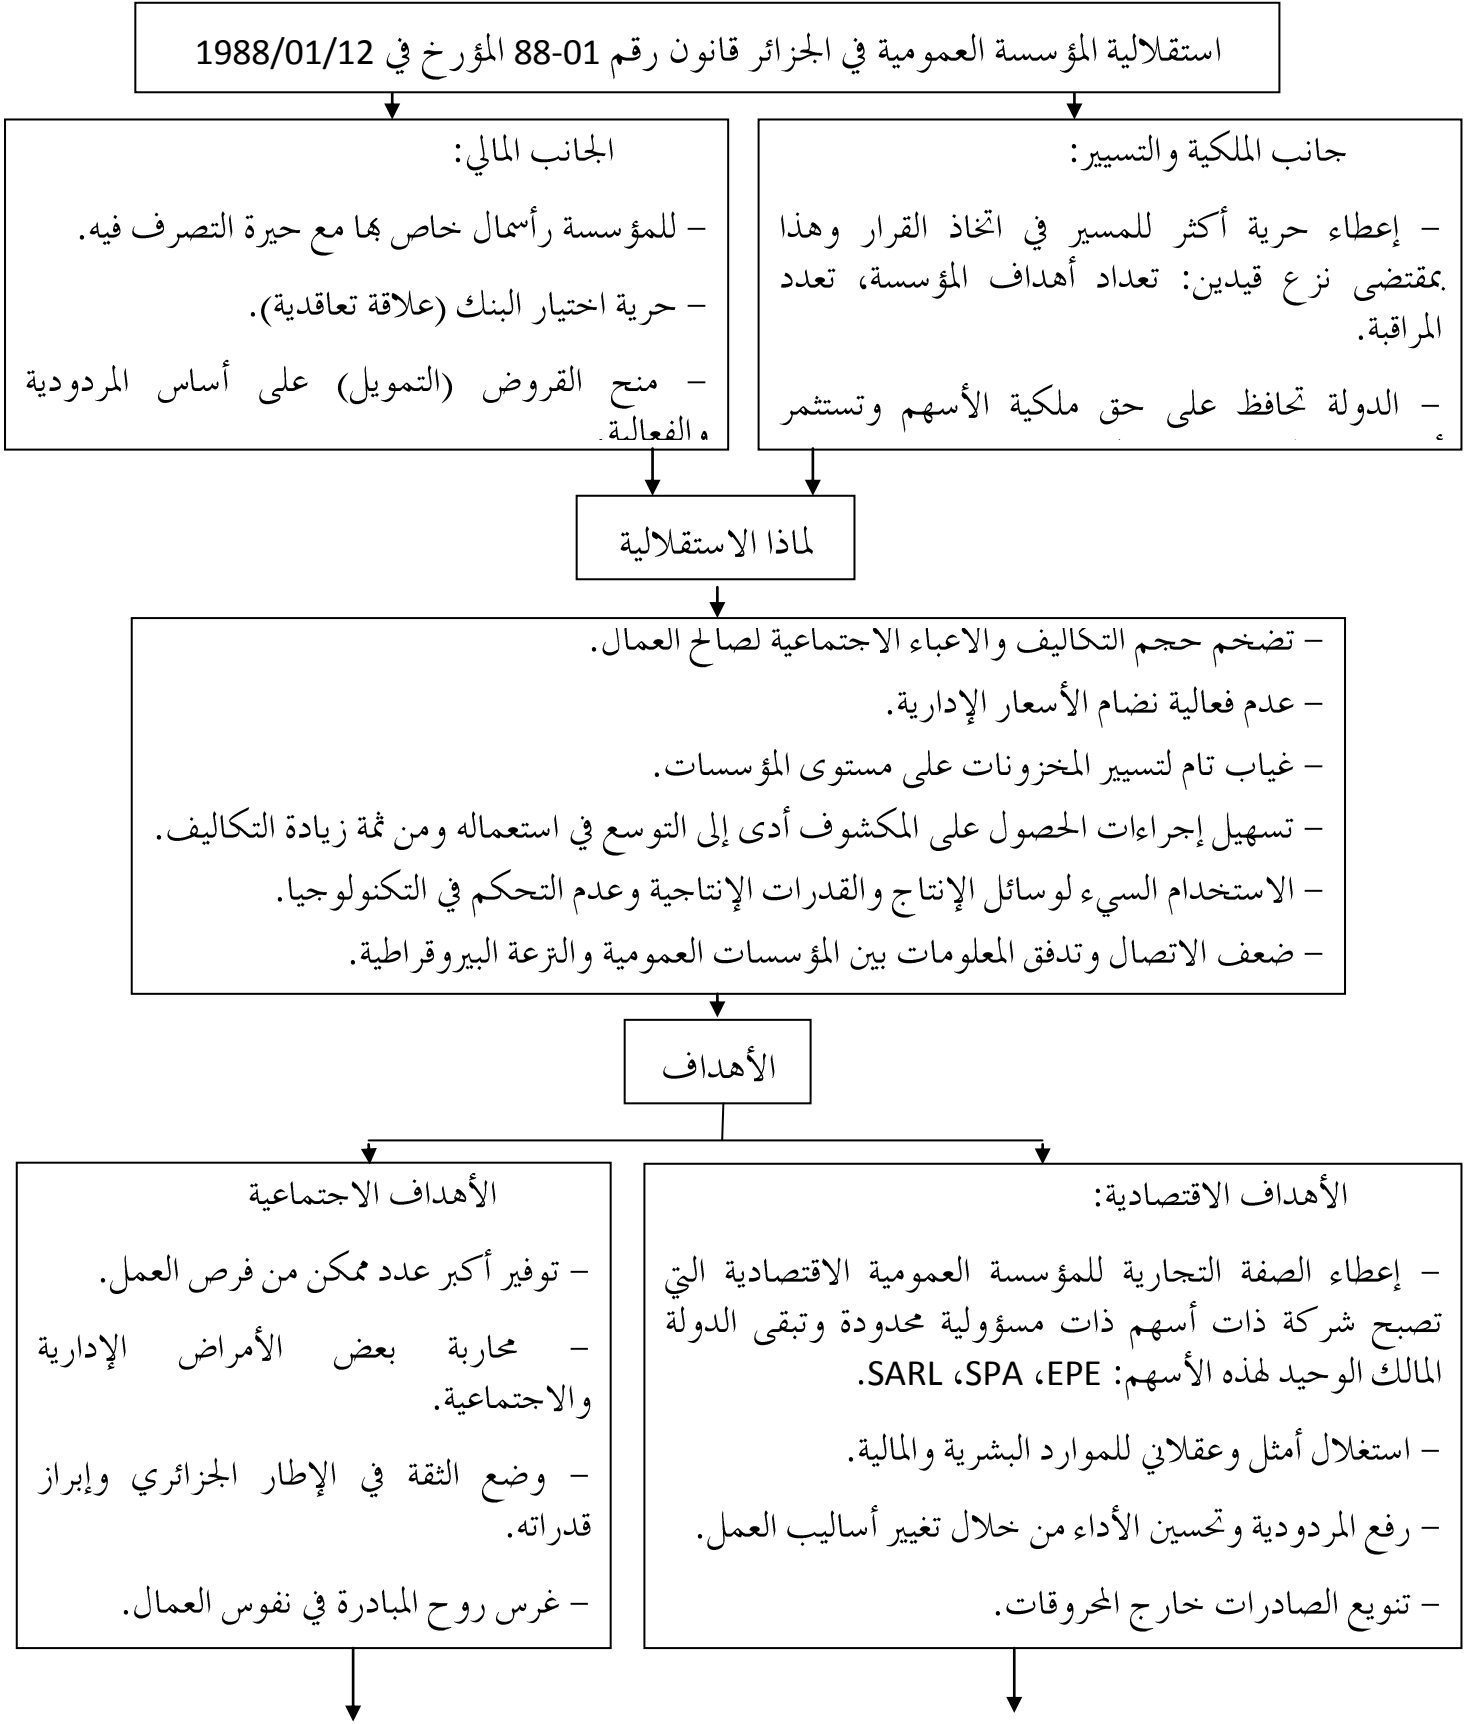 استقلالية المؤسسة العمومية في الجزائر قانون رقم 01-88 المؤرخ في 1988/01/12
جانب الملكية والتسيير:
– إعطاء حرية أكثر للمسير في اتخاذ القرار وهذا
بمقتضى نزع قيدين: تعداد أهداف المؤسسة، تعدد
المراقبة.
– الدولة تحافظ على حق ملكية الأسهم وتستثمر
الجانب المالي:
– للمؤسسة رأسمال خاص بها مع حيرة التصرف فيه.
– حرية اختيار البنك (علاقة تعاقدية).
– منح القروض (التمويل) على أساس المردودية
والفعالية.
لماذا الاستقلالية
– تضخم حجم التكاليف والاعباء الاجتماعية لصالح العمال.
– عدم فعالية نضام الأسعار الإدارية.
– غياب تام لتسيير المخزونات على مستوى المؤسسات.
– تسهيل إجراءات الحصول على المكشوف أدى إلى التوسع في استعماله ومن ثمة زيادة التكاليف.
– الاستخدام السيء لوسائل الإنتاج والقدرات الإنتاجية وعدم التحكم في التكنولوجيا.
– ضعف الاتصال وتدفق المعلومات بين المؤسسات العمومية والنزعة البيروقراطية.
الأهداف
الأهداف الاقتصادية:
– إعطاء الصفة التجارية للمؤسسة العمومية الاقتصادية التي
تصبح شركة ذات أسهم ذات مسؤولية محدودة وتبقى الدولة
المالك الوحيد لهذه الأسهم: SARL ،SPA ،EPE.
– استغلال أمثل وعقلاني للموارد البشرية والمالية.
– رفع المردودية وتحسين الأداء من خلال تغيير أساليب العمل.
– تنويع الصادرات خارج المحروقات.
الأهداف الاجتماعية
– توفير أكبر عدد ممكن من فرص العمل.
– محاربة بعض الأمراض الإدارية
والاجتماعية.
– وضع الثقة في الإطار الجزائري وإبراز
قدراته.
– غرس روح المبادرة في نفوس العمال.